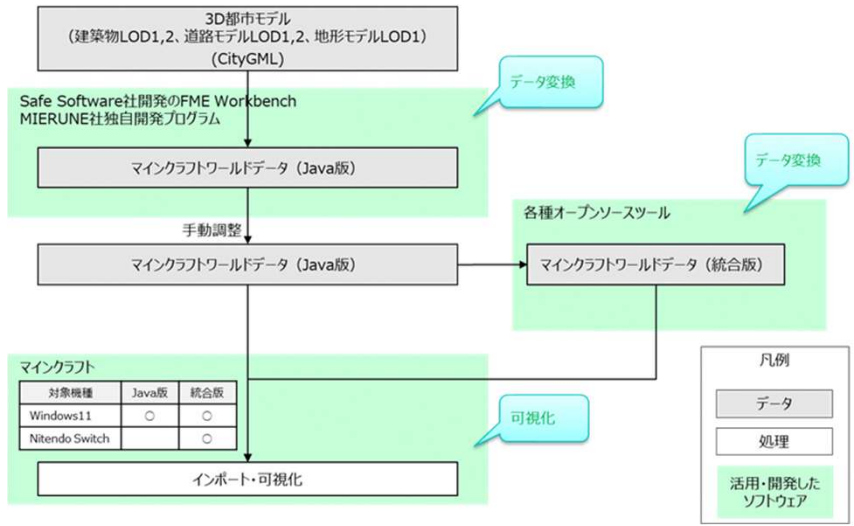 3D都市モデル
（建築物LOD1,2、道路モデルLOD1,2、地形モデルLOD1）
(CityGML)
データ変換
Safe Software社開発のFME Workbench
MIERUNE社独自開発プログラム
マインクラフトワールドデータ（Java版）
データ変換
各種オープンソースツール
手動調整
マインクラフトワールドデータ（Java版）
マインクラフトワールドデータ（統合版）
マインクラフト
対象機種 Java版 統合版
Windows11 〇 〇
Nitendo Switch 〇
可視化
インポート・可視化
凡例
データ
処理
活用・開発した
ソフトウェア